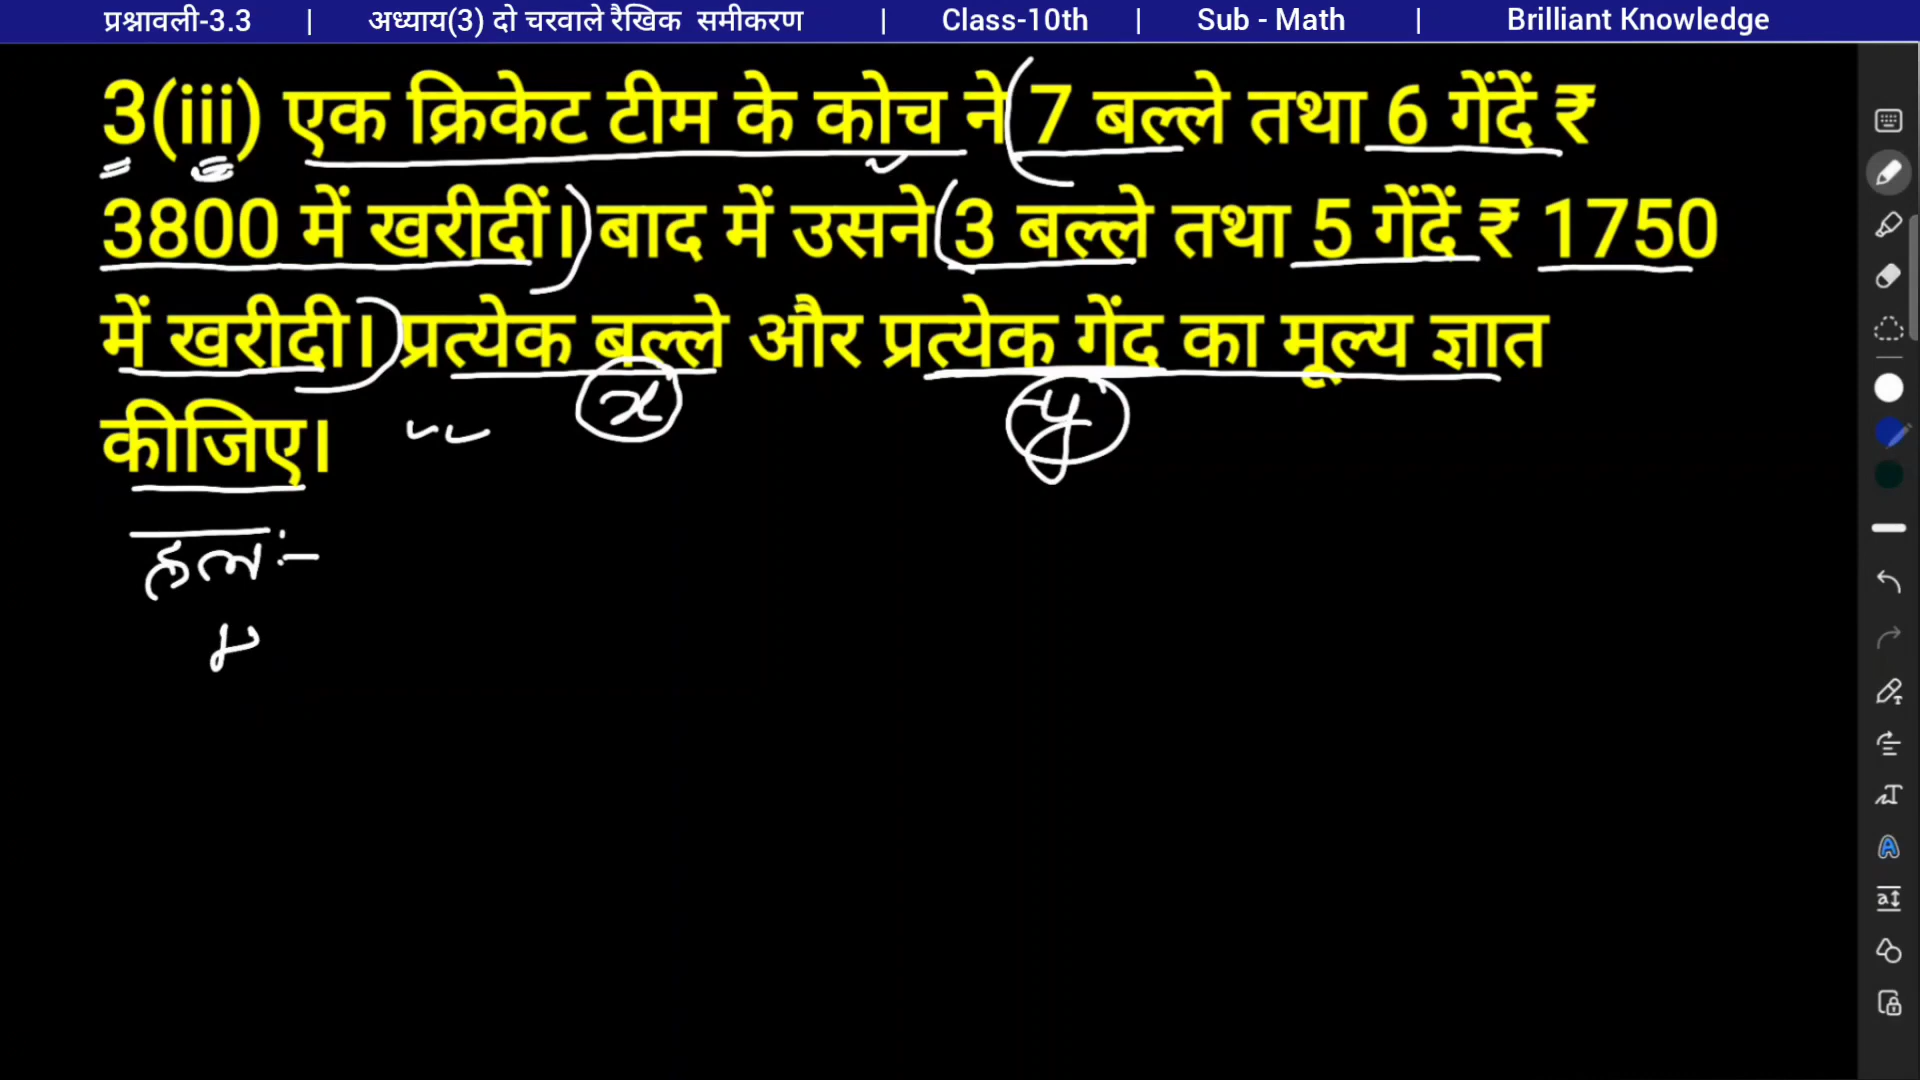 प्रश्नावली-3.3 | अध्याय(3) दो चरवाले रैखिक समीकरण | Class-10th | Sub - Math | Brilliant Knowledge
3(iii) एक क्रिकेट टीम के कोच ने 7 बल्ले तथा 6 गेंदें ₹
3800 में खरीदीं। बाद में उसने 3 बल्ले तथा 5 गेंदें ₹ 1750
में खरीदी। प्रत्येक बल्ले और प्रत्येक गेंद का मूल्य ज्ञात
x y
कीजिए।
हल:-